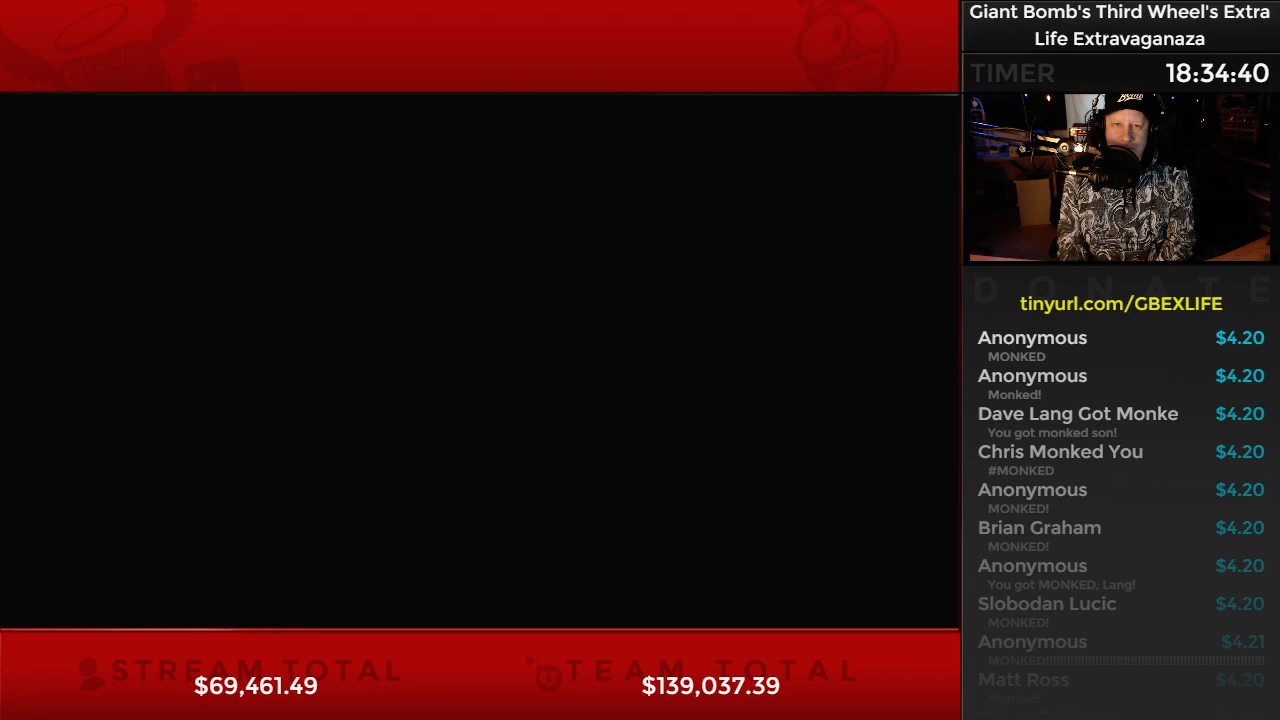 Giant Bomb's Third Wheel's Extra
Life Extravaganaza
TIMER
18:34:40
DONATE
tinyurl.com/GBEXLIFE
Anonymous $4.20
MONKED
Anonymous $4.20
Monked!
Dave Lang Got Monke $4.20
You got monked son!
Chris Monked You $4.20
#MONKED
Anonymous $4.20
MONKED!
Brian Graham $4.20
MONKED!
Anonymous $4.20
You got MONKED, Lang!
Slobodan Lucic $4.20
MONKED!
Anonymous $4.21
Matt Ross $4.20
Monked!
STREAM TOTAL
$69,461.49
TEAM TOTAL
$139,037.39